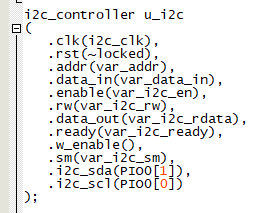 i2c_controller u_i2c
(
.clk(i2c_clk),
.rst(~locked),
.addr(var_addr),
.data_in(var_data_in),
.enable(var_i2c_en),
.rw(var_i2c_rw),
.data_out(var_i2c_rdata),
.ready(var_i2c_ready),
.w_enable(),
.sm(var_i2c_sm),
.i2c_sda(PIO0[1]),
.i2c_scl(PIO0[0])
);